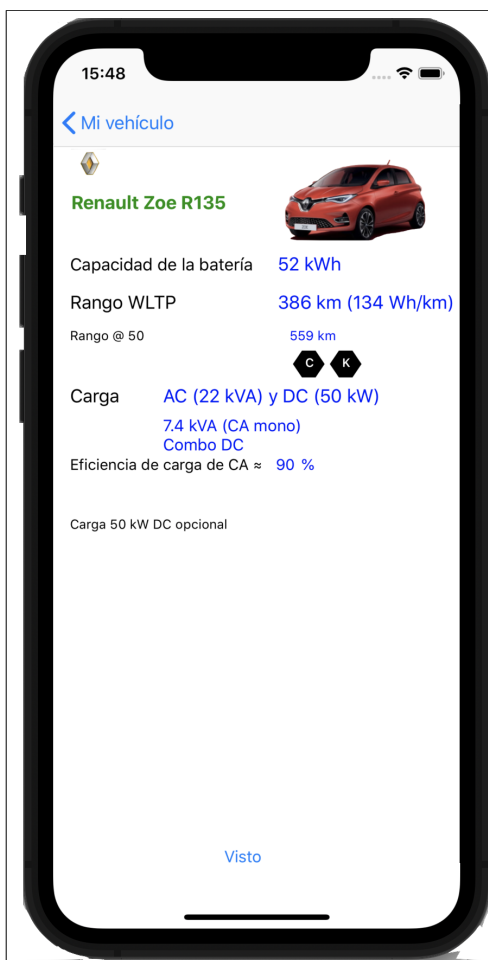 15:48
Mi vehículo
Renault Zoe R135
Capacidad de la batería 52 kWh
Rango WLTP 386 km (134 Wh/km)
Rango @ 50 559 km
C K
Carga AC (22 kVA) y DC (50 kW)
7.4 kVA (CA mono)
Combo DC
Eficiencia de carga de CA ≈ 90 %
Carga 50 kW DC opcional
Visto